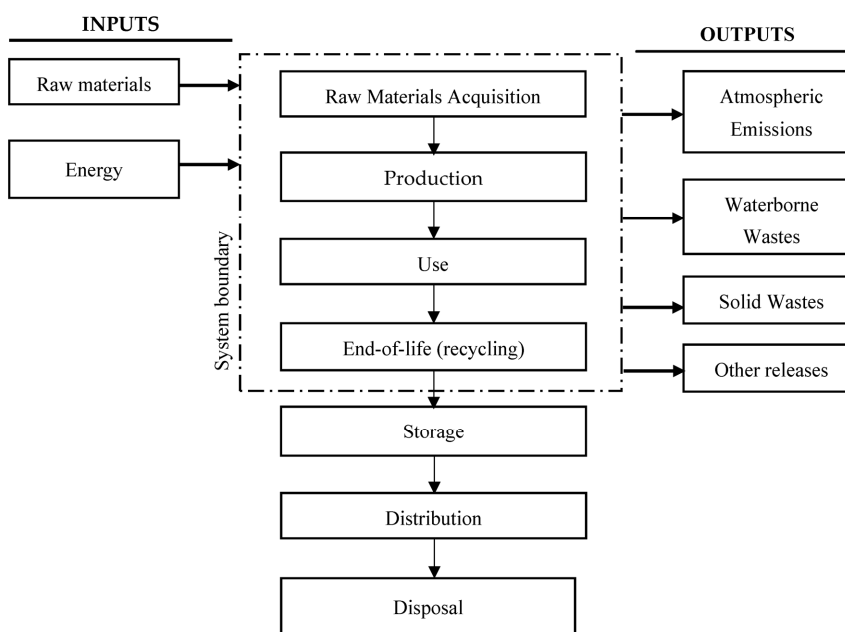 INPUTS
OUTPUTS
Raw materials
Energy
System boundary
Raw Materials Acquisition
Production
Use
End-of-life (recycling)
Storage
Distribution
Disposal
Atmospheric
Emissions
Waterborne
Wastes
Solid Wastes
Other releases